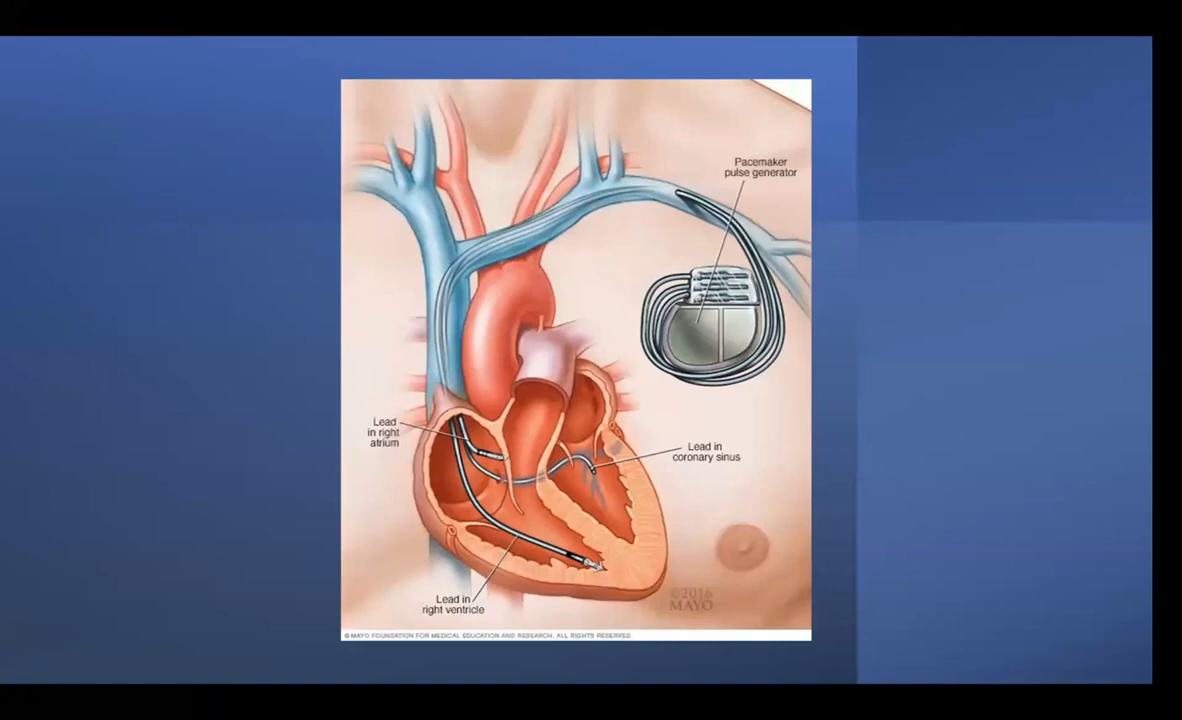 Pacemaker
pulse generator
Lead
in right
atrium
Lead in
coronary sinus
Lead in
right ventricle
©2016
MAYO
© MAYO FOUNDATION FOR MEDICAL EDUCATION AND RESEARCH. ALL RIGHTS RESERVED.